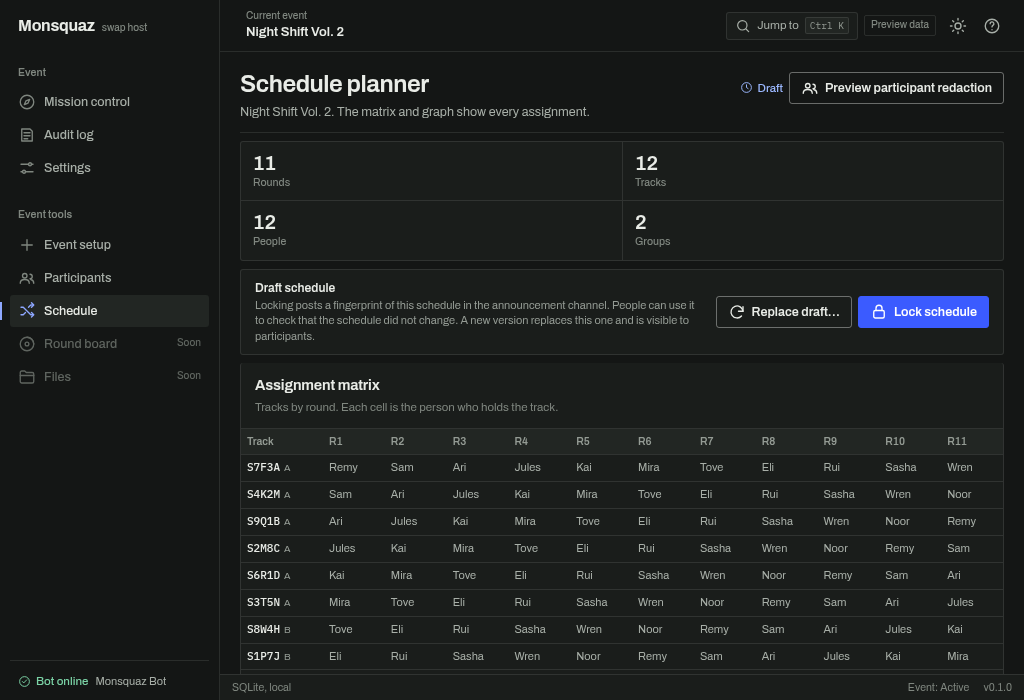 Monsquaz swap host
Event
Mission control
Audit log
Settings
Event tools
Event setup
Participants
Schedule
Round board Soon
Files Soon
Bot online Monsquaz Bot
Current event
Night Shift Vol. 2
Jump to Ctrl K
Preview data
Schedule planner
Night Shift Vol. 2. The matrix and graph show every assignment.
Draft
Preview participant redaction
11
Rounds
12
Tracks
12
People
2
Groups
Draft schedule
Locking posts a fingerprint of this schedule in the announcement channel. People can use it
to check that the schedule did not change. A new version replaces this one and is visible to
participants.
Replace draft...
Lock schedule
Assignment matrix
Tracks by round. Each cell is the person who holds the track.
Track R1 R2 R3 R4 R5 R6 R7 R8 R9 R10 R11
S7F3A A Remy Sam Ari Jules Kai Mira Tove Eli Rui Sasha Wren
S4K2M A Sam Ari Jules Kai Mira Tove Eli Rui Sasha Wren Noor
S9Q1B A Ari Jules Kai Mira Tove Eli Rui Sasha Wren Noor Remy
S2M8C A Jules Kai Mira Tove Eli Rui Sasha Wren Noor Remy Sam
S6R1D A Kai Mira Tove Eli Rui Sasha Wren Noor Remy Sam Ari
S3T5N A Mira Tove Eli Rui Sasha Wren Noor Remy Sam Ari Jules
S8W4H B Tove Eli Rui Sasha Wren Noor Remy Sam Ari Jules Kai
S1P7J B Eli Rui Sasha Wren Noor Remy Sam Ari Jules Kai Mira
SQLite, local
Event: Active v0.1.0